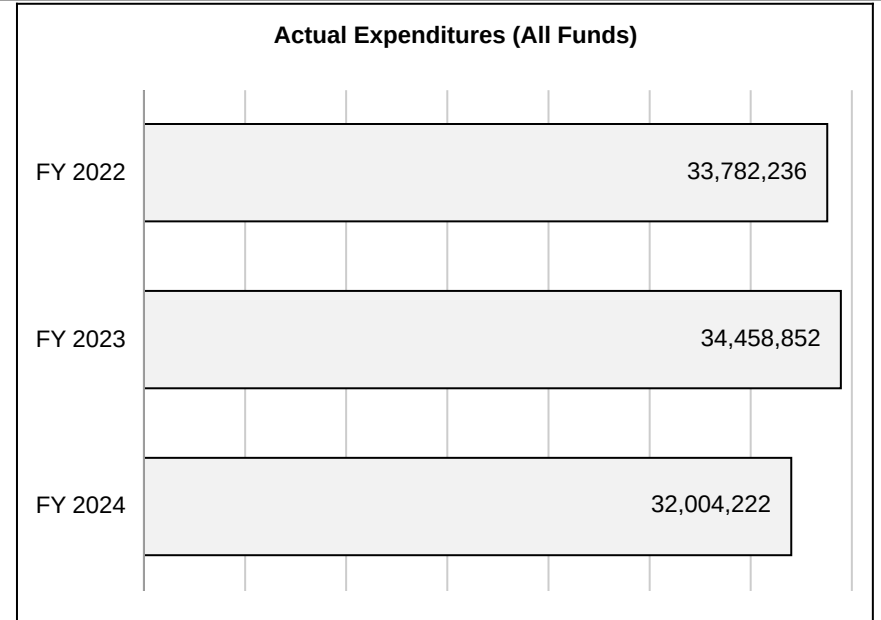 Actual Expenditures (All Funds)
FY 2022 33,782,236
FY 2023 34,458,852
FY 2024 32,004,222